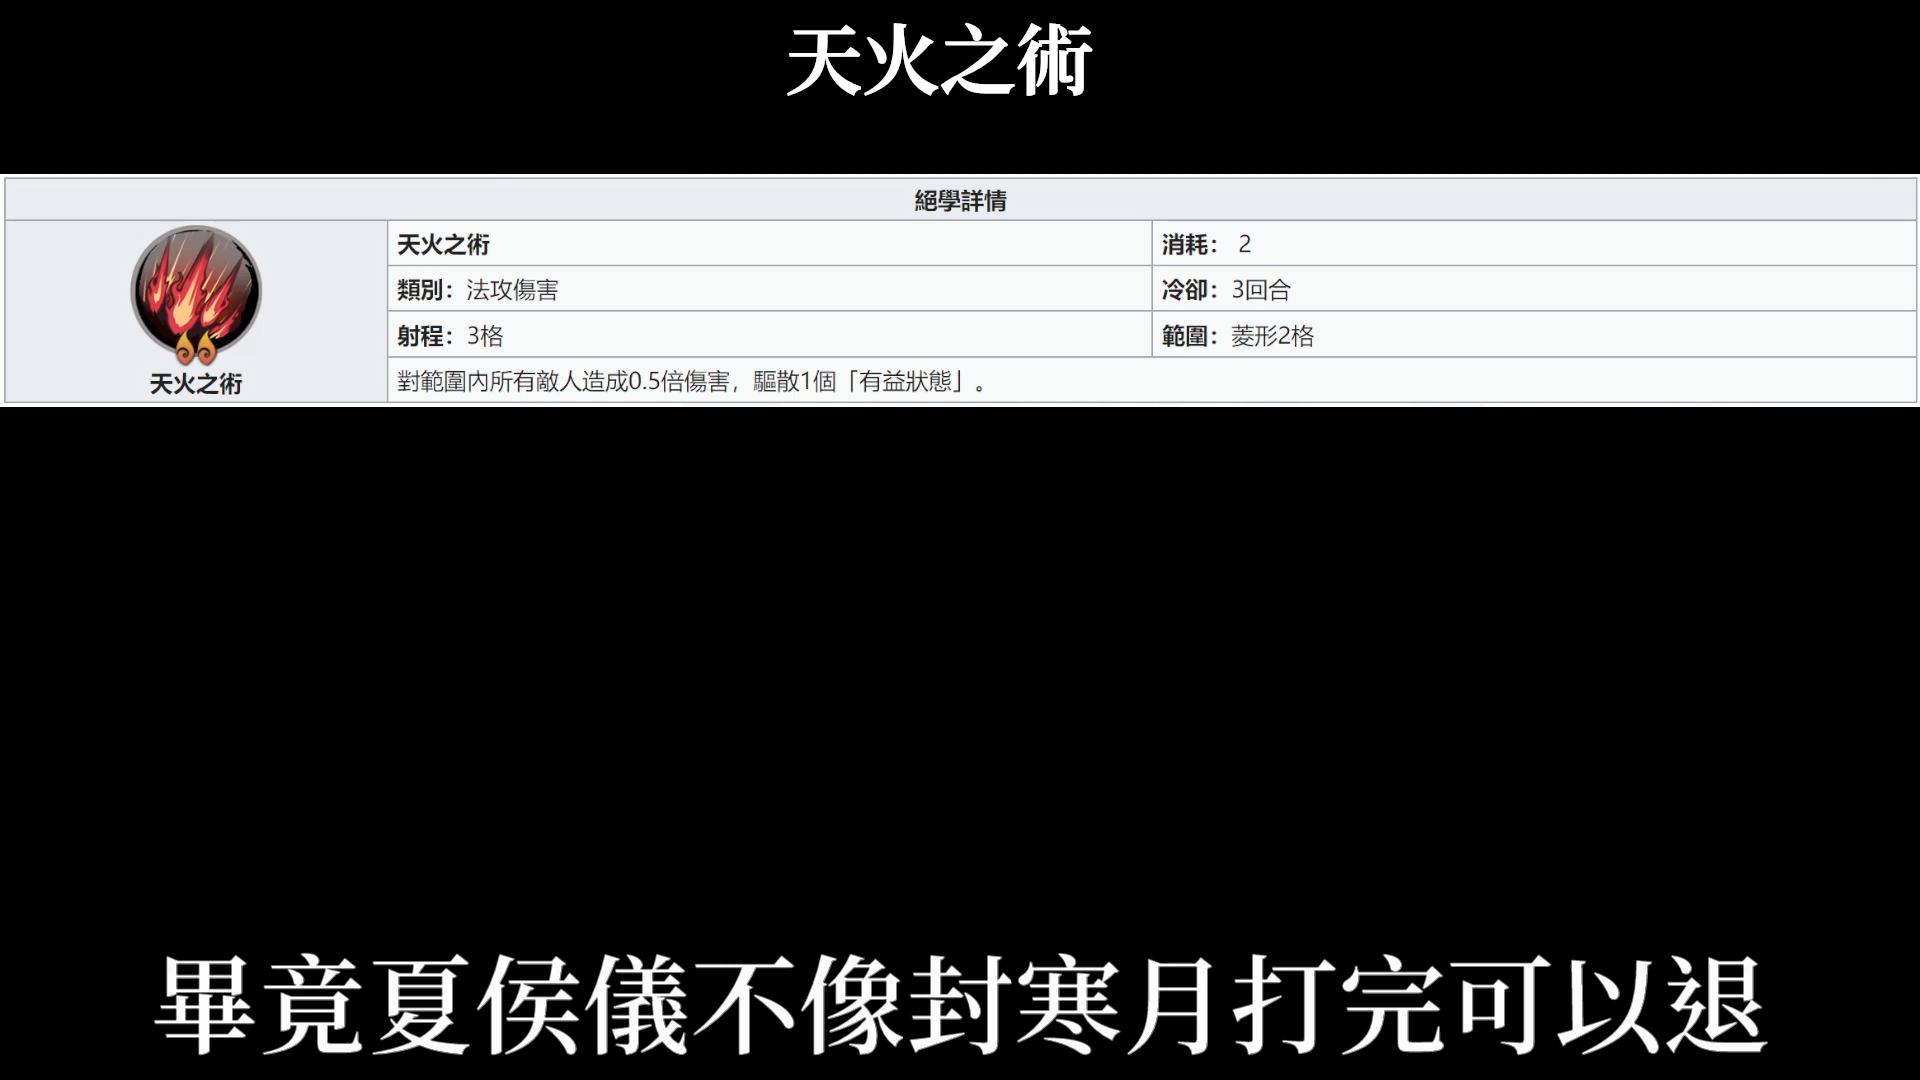 天火之術
絕學詳情
天火之術
天火之術
消耗： 2
類別：法攻傷害
冷卻：3回合
射程：3格
範圍：菱形2格
對範圍內所有敵人造成0.5倍傷害，驅散1個「有益狀態」。
畢竟夏侯儀不像封寒月打完可以退